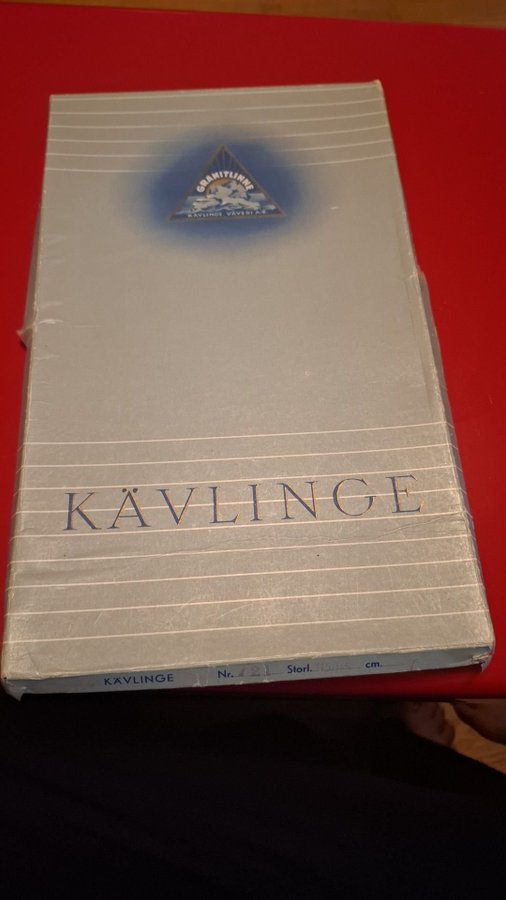 GRANITLINNE
KÄVLINGE VÄVERI A.B.
KÄVLINGE
KÄVLINGE Nr. Storl. cm.